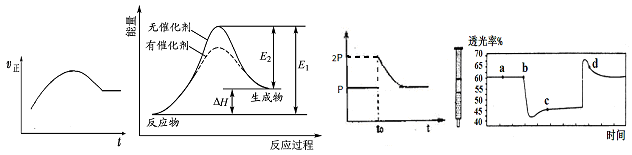 v正
t
能量
无催化剂
有催化剂
E2
E1
ΔH
生成物
反应物
反应过程
2P
P
t0
t
透光率%
70
65
60
55
50
45
40
a
b
c
d
时间